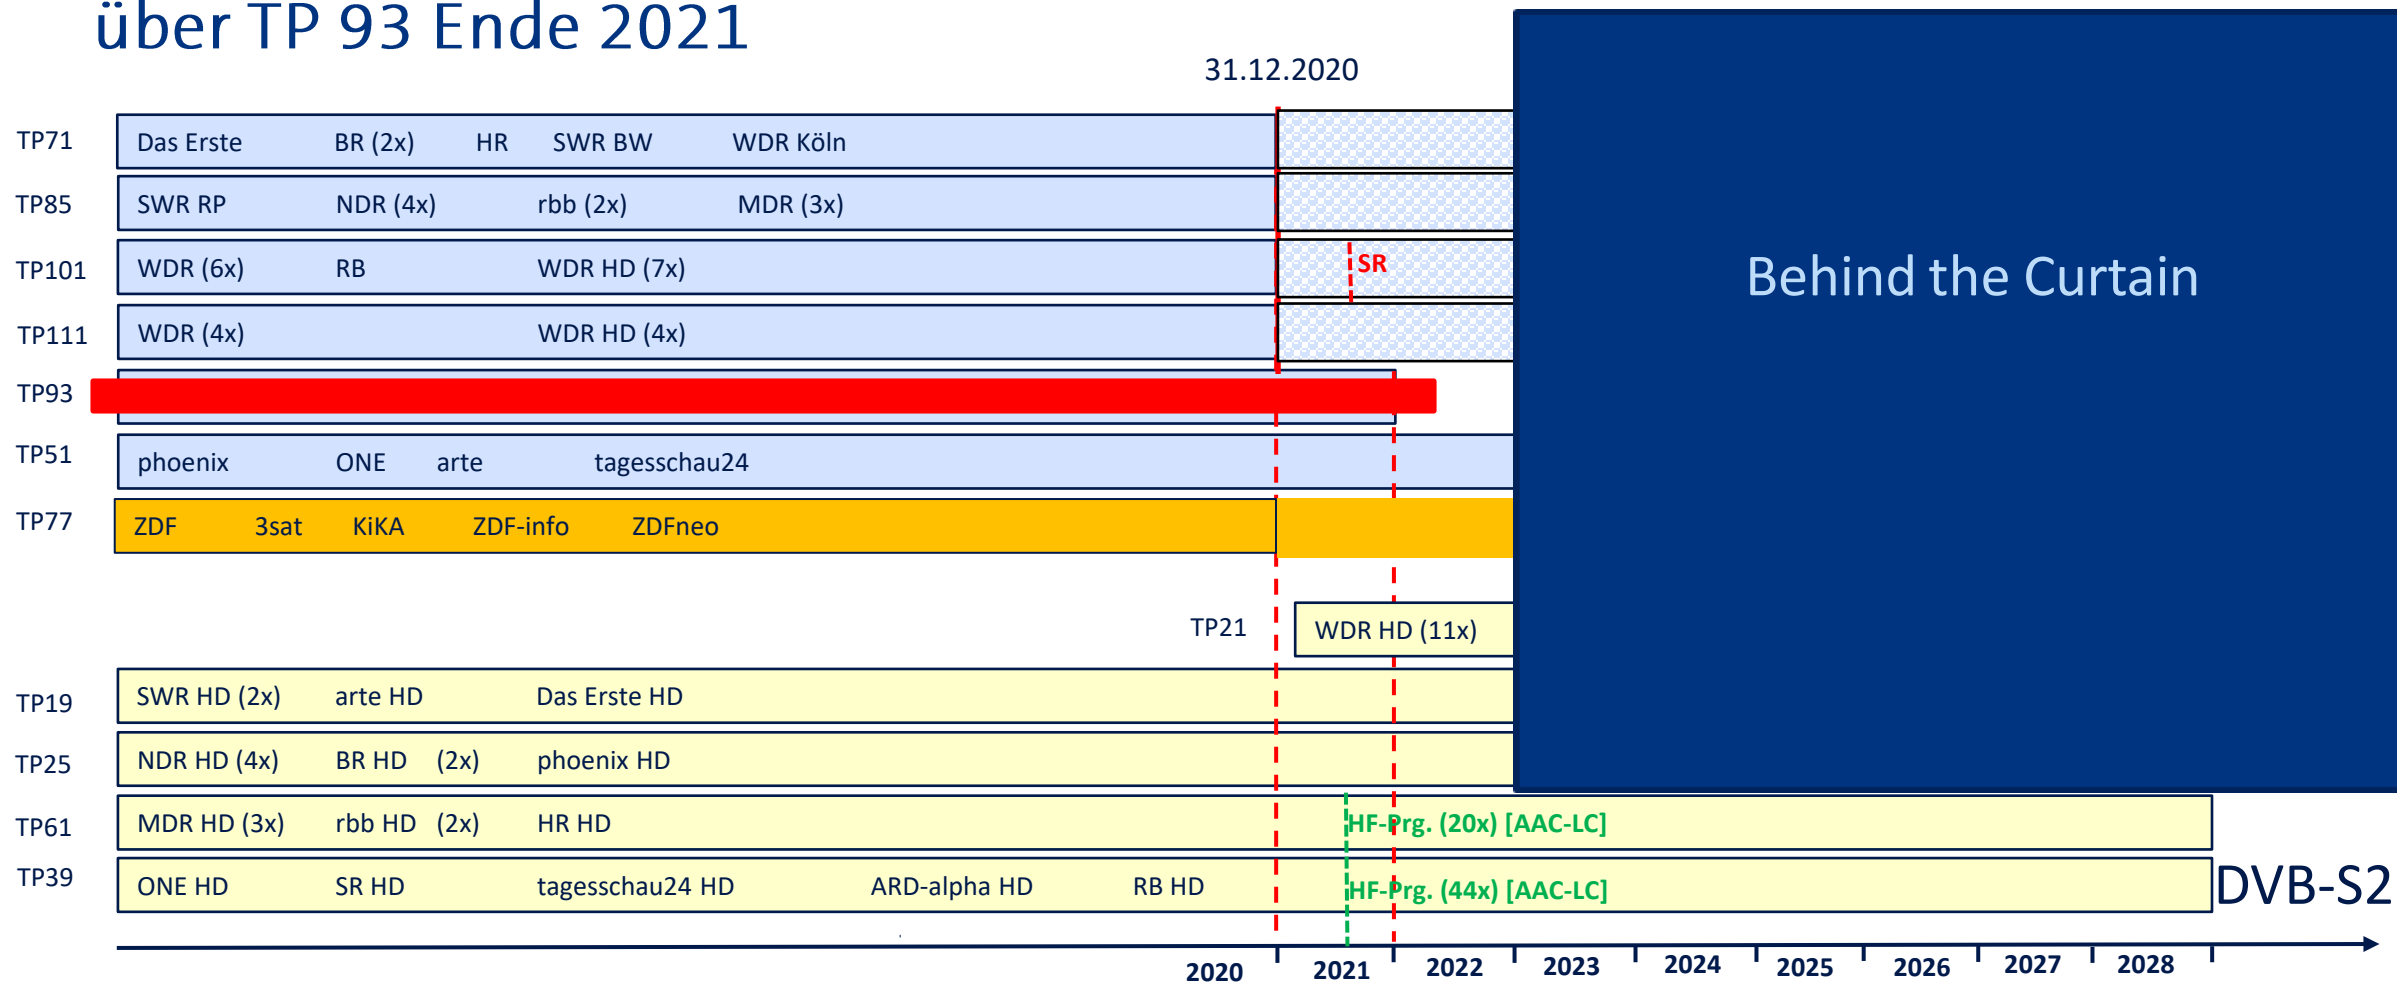 über TP 93 Ende 2021
31.12.2020
TP71 Das Erste BR (2x) HR SWR BW WDR Köln
TP85 SWR RP NDR (4x) rbb (2x) MDR (3x)
TP101 WDR (6x) RB WDR HD (7x) SR
Behind the Curtain
TP111 WDR (4x) WDR HD (4x)
TP93
TP51 phoenix ONE arte tagesschau24
TP77 ZDF 3sat KiKA ZDF-info ZDFneo
TP21 WDR HD (11x)
TP19 SWR HD (2x) arte HD Das Erste HD
TP25 NDR HD (4x) BR HD (2x) phoenix HD
TP61 MDR HD (3x) rbb HD (2x) HR HD HF-Prg. (20x) [AAC-LC]
TP39 ONE HD SR HD tagesschau24 HD ARD-alpha HD RB HD HF-Prg. (44x) [AAC-LC] DVB-S2
2020 2021 2022 2023 2024 2025 2026 2027 2028